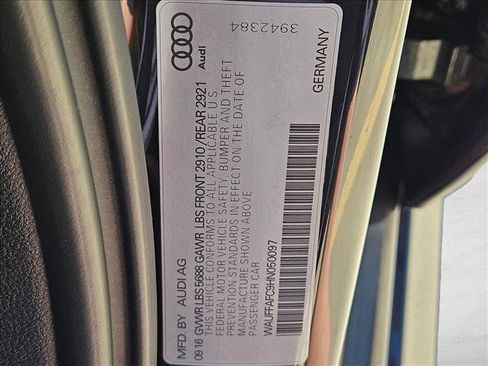 3942384
Audi
GERMANY
MFD. BY AUDI AG
09 16 GVWR LBS 5688 GAWR LBS FRONT 2910 / REAR 2921
THIS VEHICLE CONFORMS TO ALL APPLICABLE U S
FEDERAL MOTOR VEHICLE SAFETY, BUMPER AND THEFT
PREVENTION STANDARDS IN EFFECT ON THE DATE OF
MANUFACTURE SHOWN ABOVE
PASSENGER CAR
WAUFFAFC9HN050097